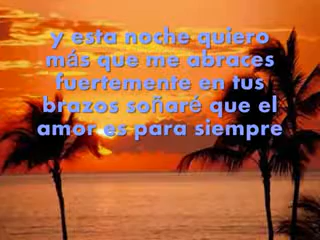 y esta noche quiero
más que me abraces
fuertemente en tus
brazos soñaré que el
amor es para siempre